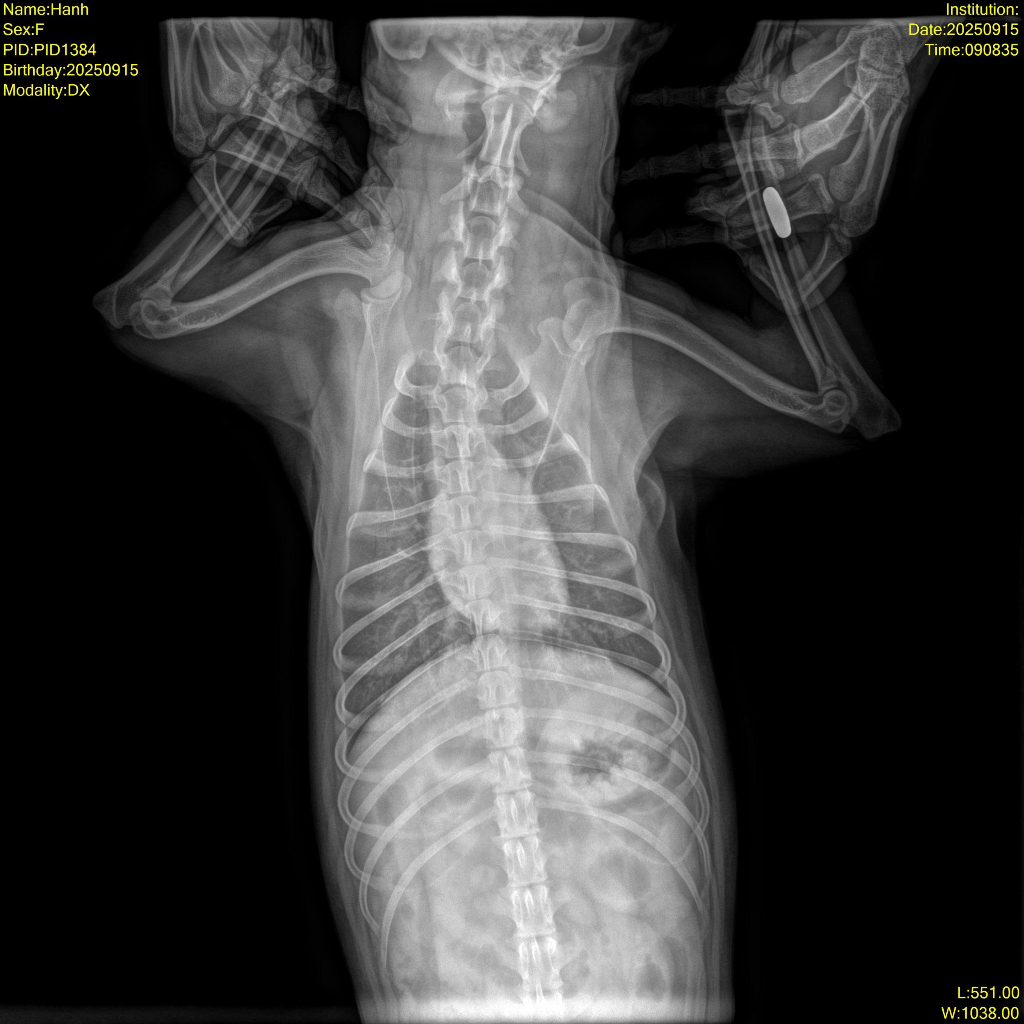 Name:Hanh
Sex:F
PID:PID1384
Birthday:20250915
Modality:DX
Institution:
Date:20250915
Time:090835
L:551.00
W:1038.00